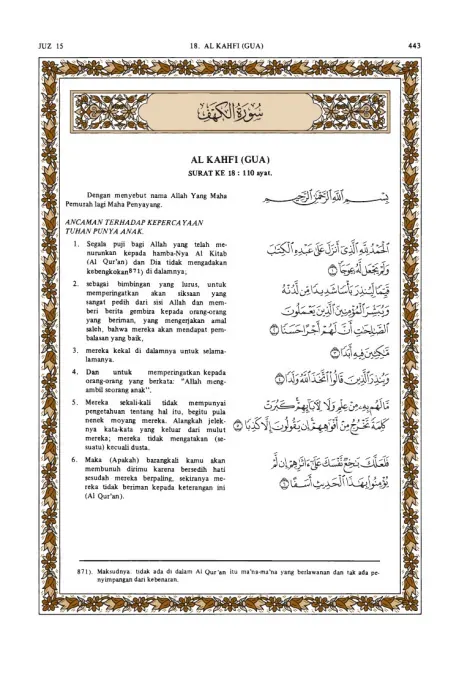 JUZ 15 18. AL KAHFI (GUA) 443
سُورَةُ الكَهْفِ
AL KAHFI (GUA)
SURAT KE 18 : 110 ayat.
Dengan menyebut nama Allah Yang Maha
Pemurah lagi Maha Penyayang.
بِسْمِ اللَّهِ الرَّحْمَٰنِ الرَّحِيمِ
ANCAMAN TERHADAP KEPERCAYAAN
TUHAN PUNYA ANAK.
1. Segala puji bagi Allah yang telah me-
nurunkan kepada hamba-Nya Al Kitab
(Al Qur'an) dan Dia tidak mengadakan
kebengkokan871) di dalamnya;
الْحَمْدُ لِلَّهِ الَّذِي أَنْزَلَ عَلَىٰ عَبْدِهِ الْكِتَٰبَ
وَلَمْ يَجْعَلْ لَهُ عِوَجًا ١
2. sebagai bimbingan yang lurus, untuk
memperingatkan akan siksaan yang
sangat pedih dari sisi Allah dan mem-
beri berita gembira kepada orang-orang
yang beriman, yang mengerjakan amal
saleh, bahwa mereka akan mendapat pem-
balasan yang baik,
قَيِّمًا لِيُنْذِرَ بَأْسًا شَدِيدًا مِنْ لَدُنْهُ
وَيُبَشِّرَ الْمُؤْمِنِينَ الَّذِينَ يَعْمَلُونَ
الصَّٰلِحَٰتِ أَنَّ لَهُمْ أَجْرًا حَسَنًا ٢
3. mereka kekal di dalamnya untuk selama-
lamanya.
مَٰكِثِينَ فِيهِ أَبَدًا ٣
4. Dan untuk memperingatkan kepada
orang-orang yang berkata: "Allah meng-
ambil seorang anak".
وَيُنْذِرَ الَّذِينَ قَالُوا اتَّخَذَ اللَّهُ وَلَدًا ٤
5. Mereka sekali-kali tidak mempunyai
pengetahuan tentang hal itu, begitu pula
nenek moyang mereka. Alangkah jelek-
nya kata-kata yang keluar dari mulut
mereka; mereka tidak mengatakan (se-
suatu) kecuali dusta.
مَا لَهُمْ بِهِ مِنْ عِلْمٍ وَلَا لِآبَائِهِمْ كَبُرَتْ
كَلِمَةً تَخْرُجُ مِنْ أَفْوَٰهِهِمْ إِنْ يَقُولُونَ إِلَّا كَذِبًا ٥
6. Maka (Apakah) barangkali kamu akan
membunuh dirimu karena bersedih hati
sesudah mereka berpaling, sekiranya me-
reka tidak beriman kepada keterangan ini
(Al Qur'an).
فَلَعَلَّكَ بَٰخِعٌ نَفْسَكَ عَلَىٰ ءَاثَٰرِهِمْ إِنْ لَمْ
يُؤْمِنُوا بِهَٰذَا الْحَدِيثِ أَسَفًا ٦
871). Maksudnya. tidak ada di dalam Al Qur'an itu ma'na-ma'na yang berlawanan dan tak ada pe-
nyimpangan dari kebenaran.